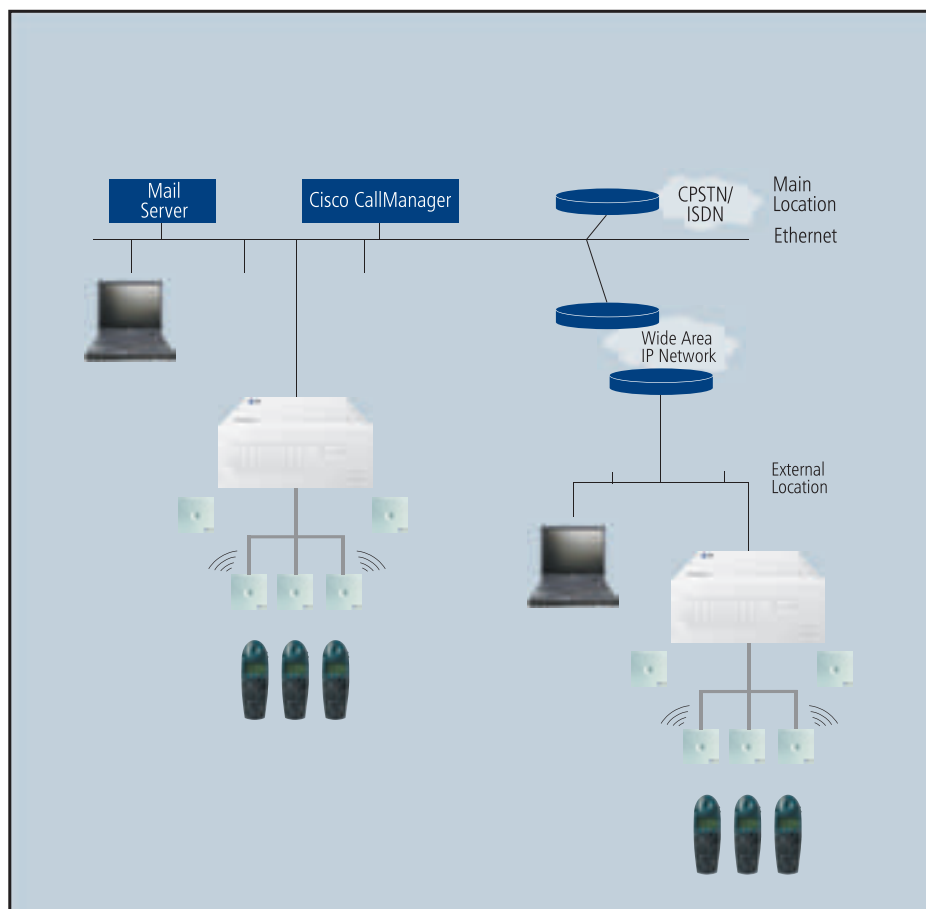 Mail
Server
Cisco CallManager
CPSTN/
ISDN
Main
Location
Ethernet
Wide Area
IP Network
External
Location